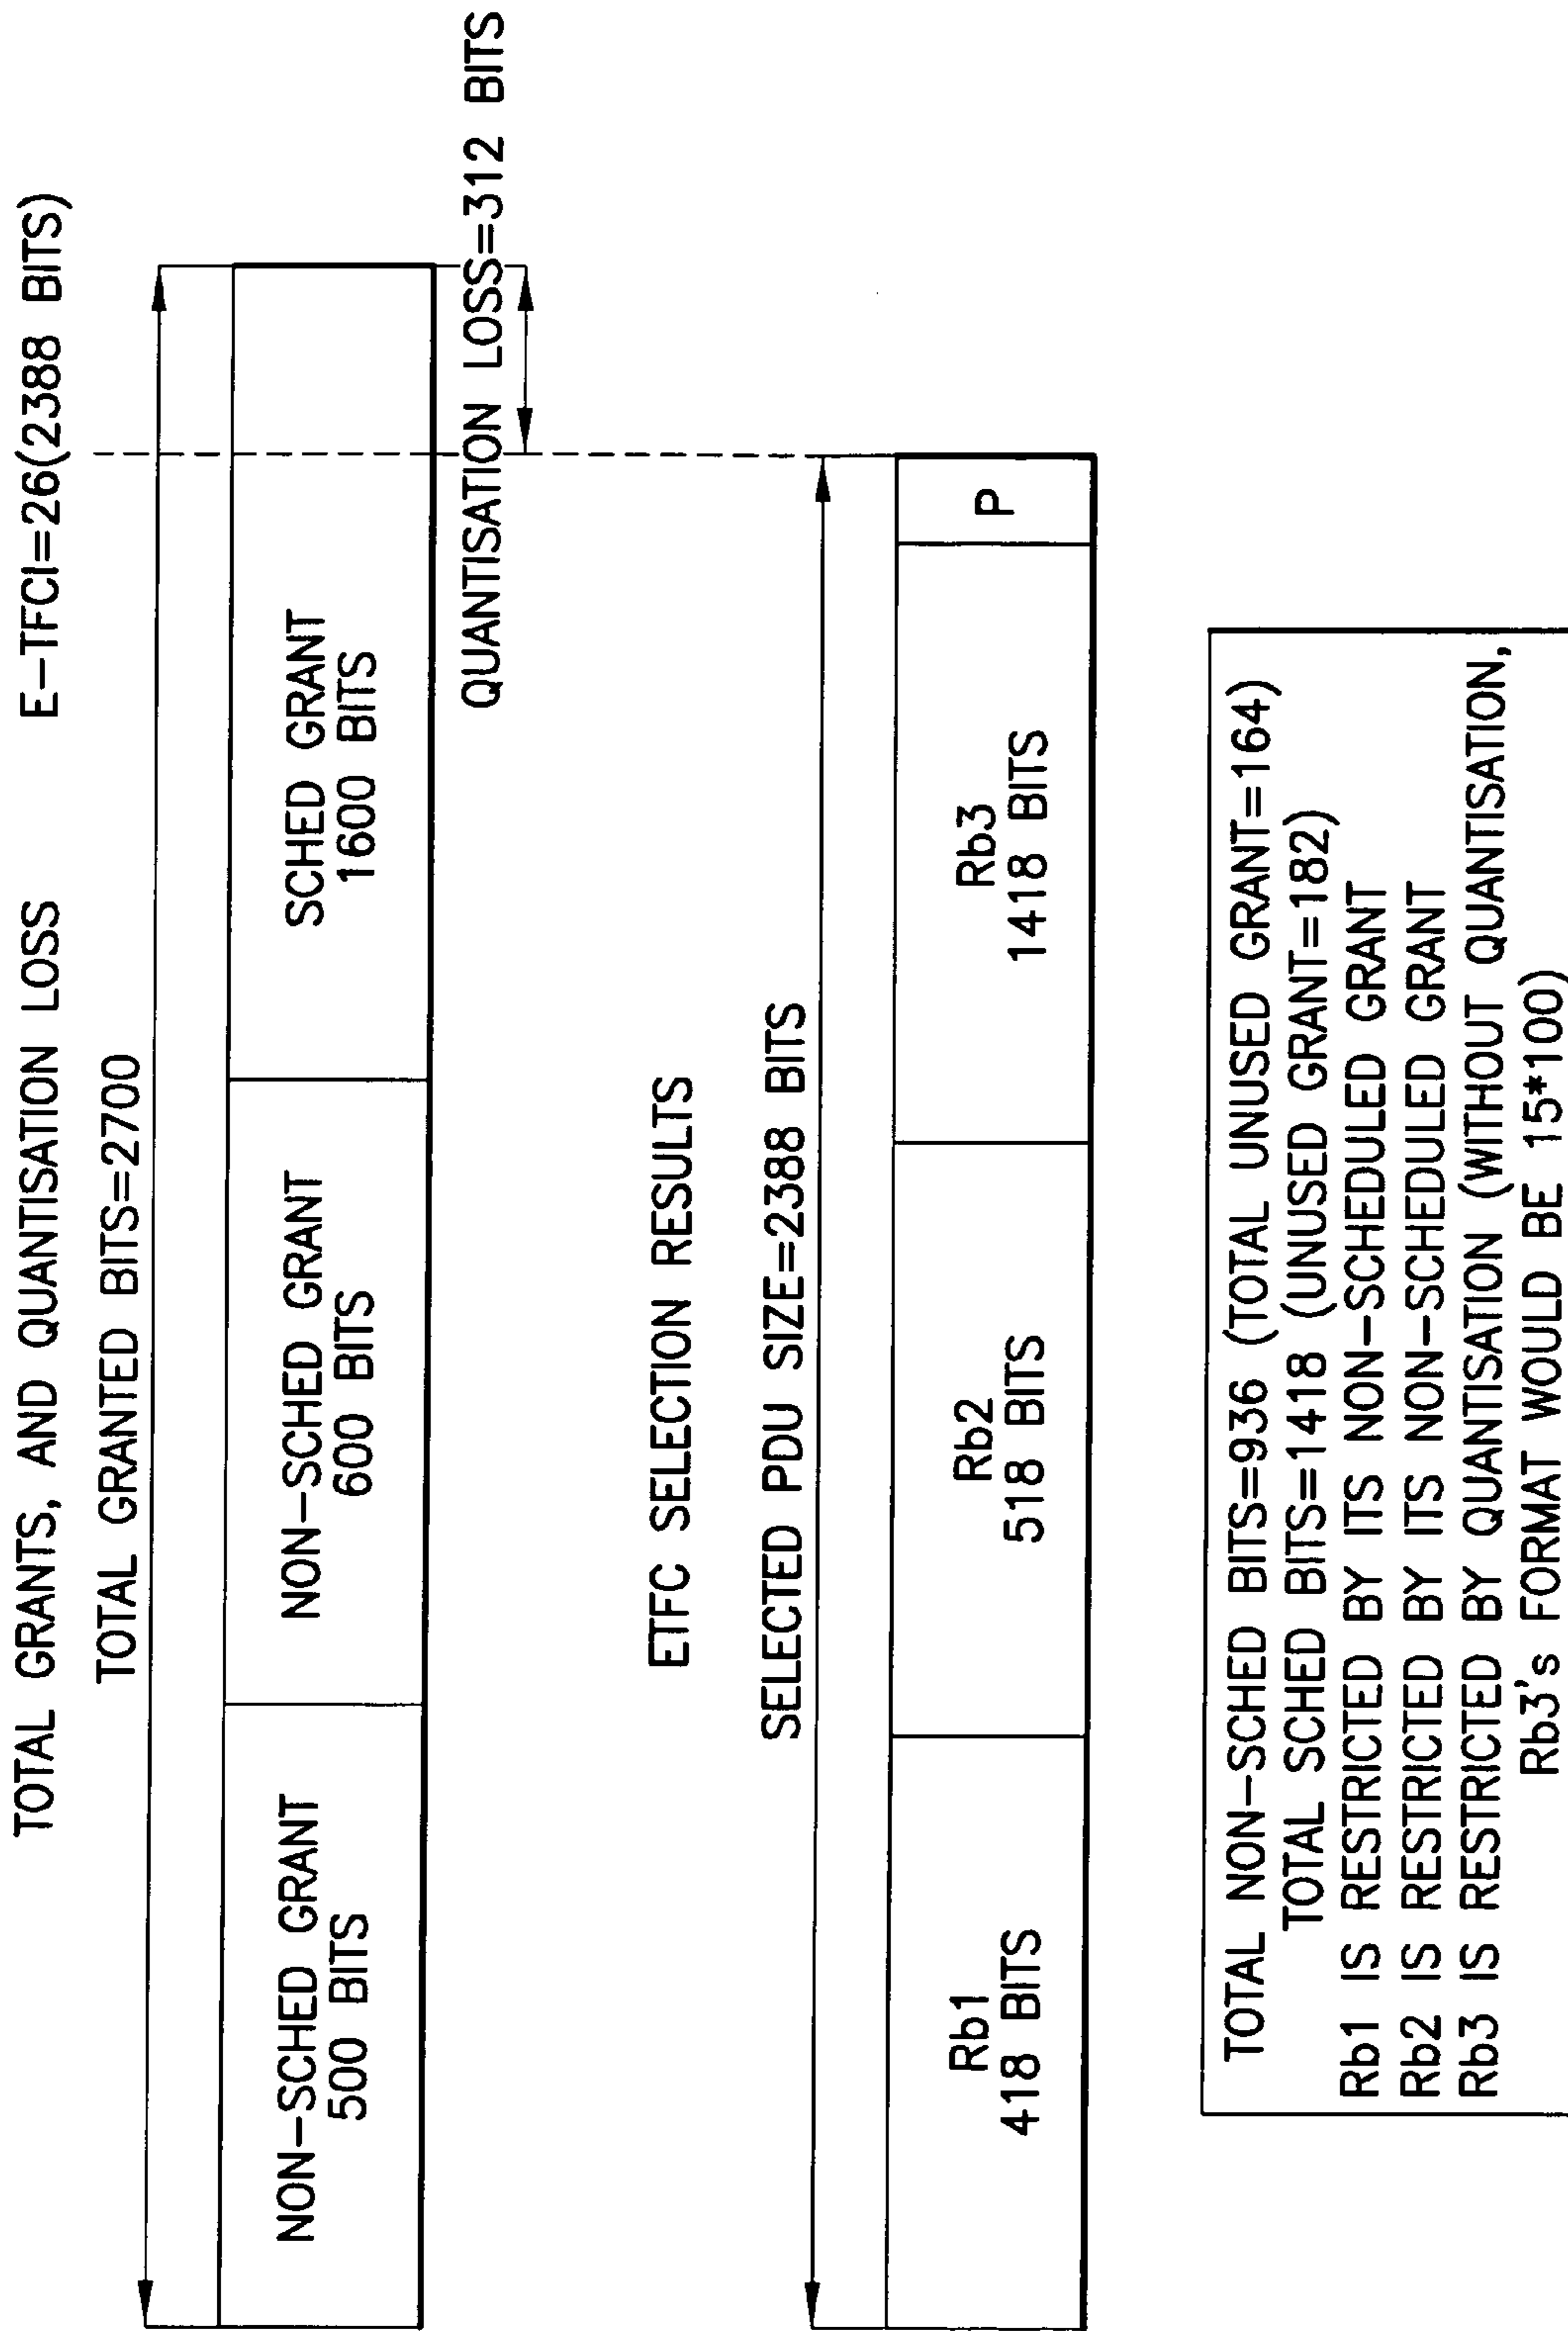 TOTAL GRANTS, AND QUANTISATION LOSS
E-TFCI=26(2388 BITS)
TOTAL GRANTED BITS=2700
NON-SCHED GRANT
500 BITS
NON-SCHED GRANT
600 BITS
SCHED GRANT
1600 BITS
QUANTISATION LOSS=312 BITS
ETFC SELECTION RESULTS
SELECTED PDU SIZE=2388 BITS
Rb1
418 BITS
Rb2
518 BITS
Rb3
1418 BITS
P
TOTAL NON-SCHED BITS=936 (TOTAL UNUSED GRANT=164)
TOTAL SCHED BITS=1418 (UNUSED GRANT=182)
Rb1 IS RESTRICTED BY ITS NON-SCHEDULED GRANT
Rb2 IS RESTRICTED BY ITS NON-SCHEDULED GRANT
Rb3 IS RESTRICTED BY QUANTISATION (WITHOUT QUANTISATION,
Rb3's FORMAT WOULD BE 15*100)